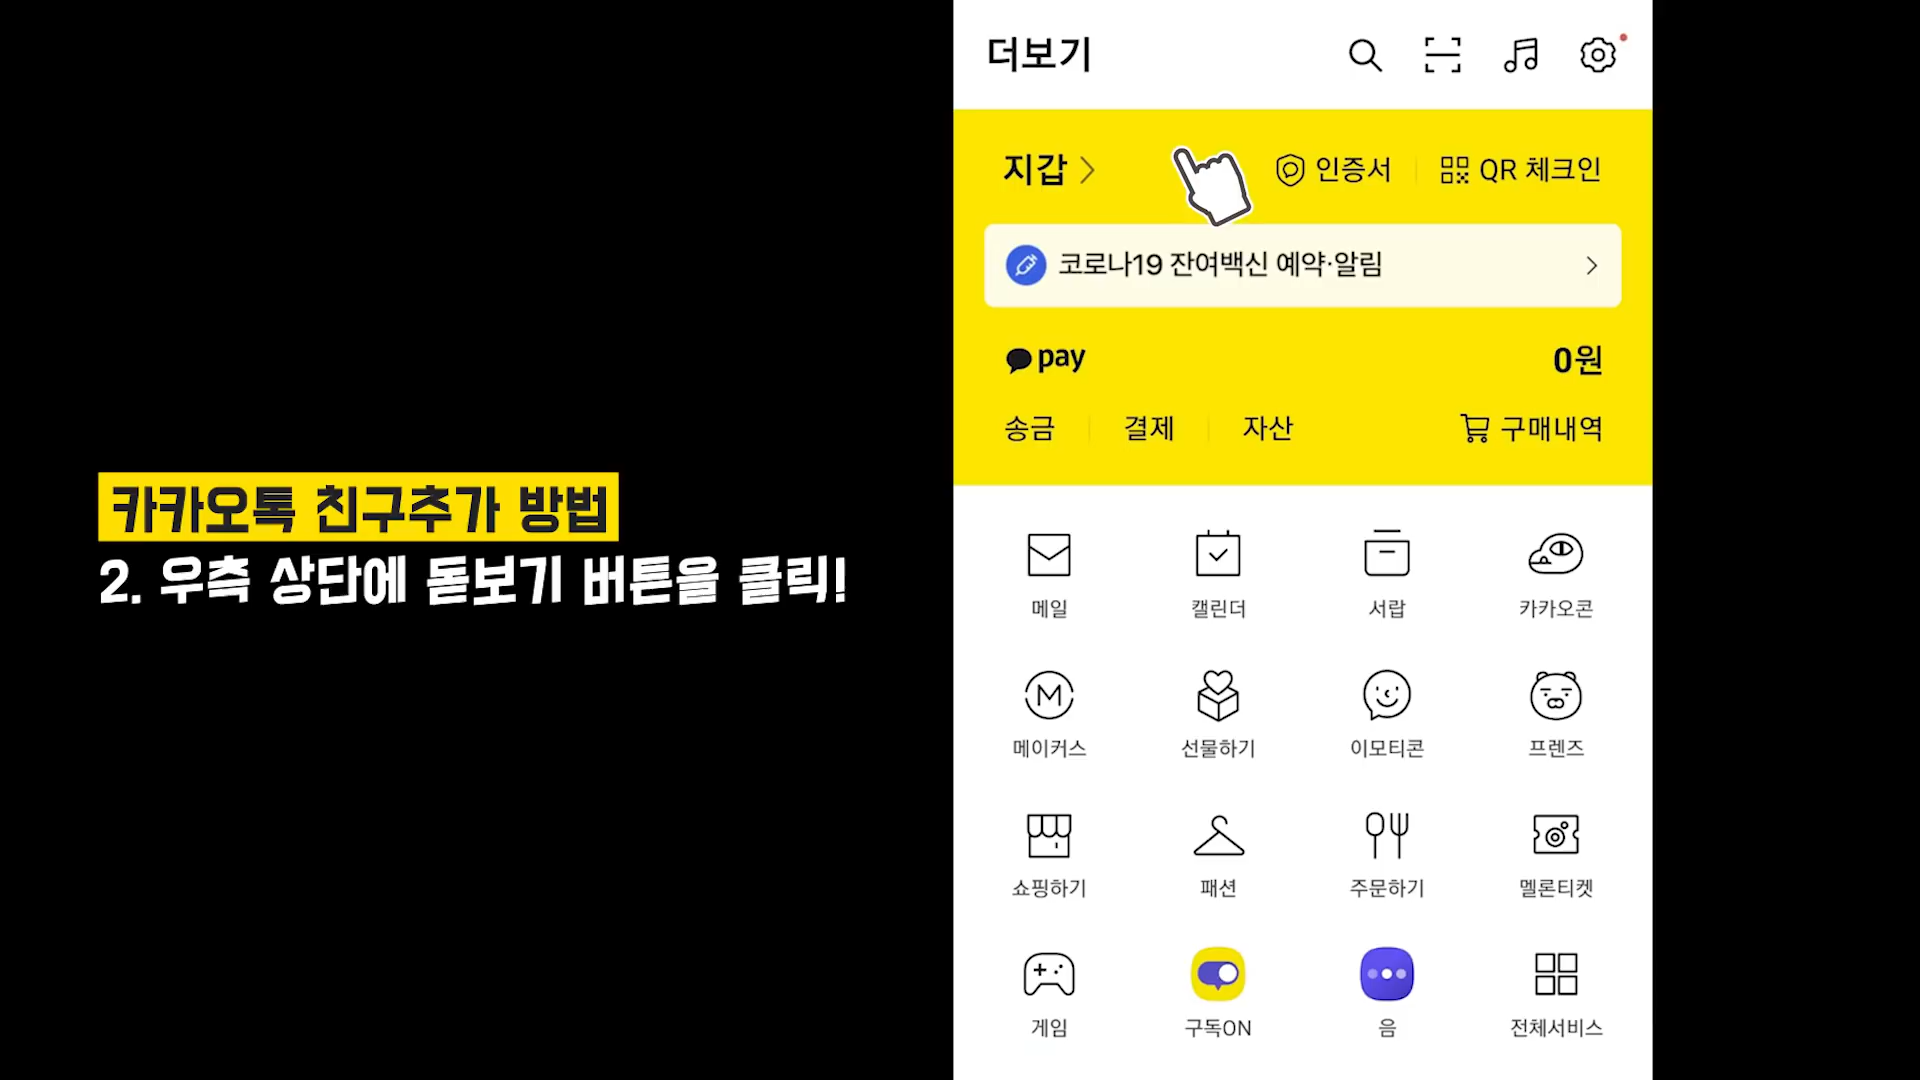 카카오톡 친구추가 방법
2. 우측 상단에 돋보기 버튼을 클릭!
더보기
지갑
인증서
QR 체크인
코로나19 잔여백신 예약·알림
pay
0원
송금
결제
자산
구매내역
메일
캘린더
서랍
카카오콘
메이커스
선물하기
이모티콘
프렌즈
쇼핑하기
패션
주문하기
멜론티켓
게임
구독ON
음
전체서비스